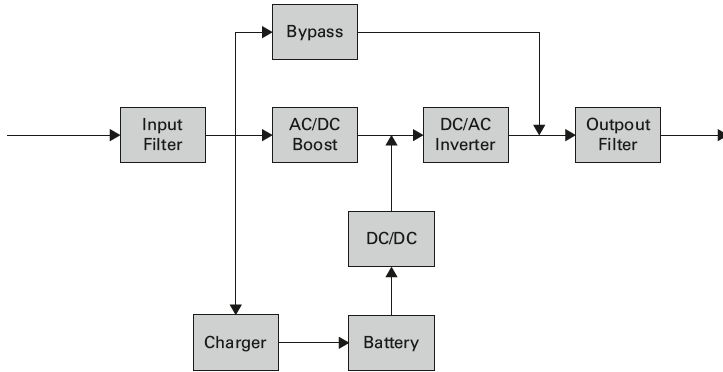 Bypass
Input
Filter
AC/DC
Boost
DC/AC
Inverter
Outpout
Filter
DC/DC
Charger
Battery